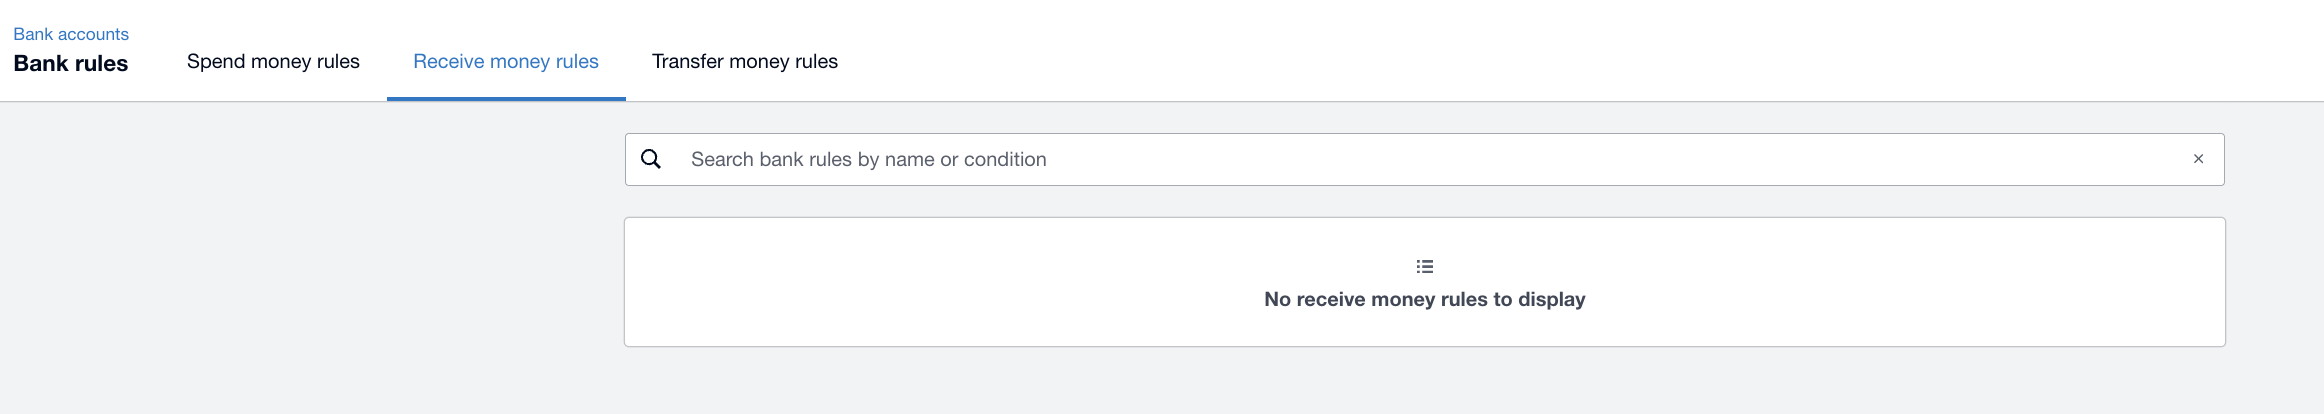 Bank accounts
Bank rules
Spend money rules
Receive money rules
Transfer money rules
Search bank rules by name or condition
No receive money rules to display